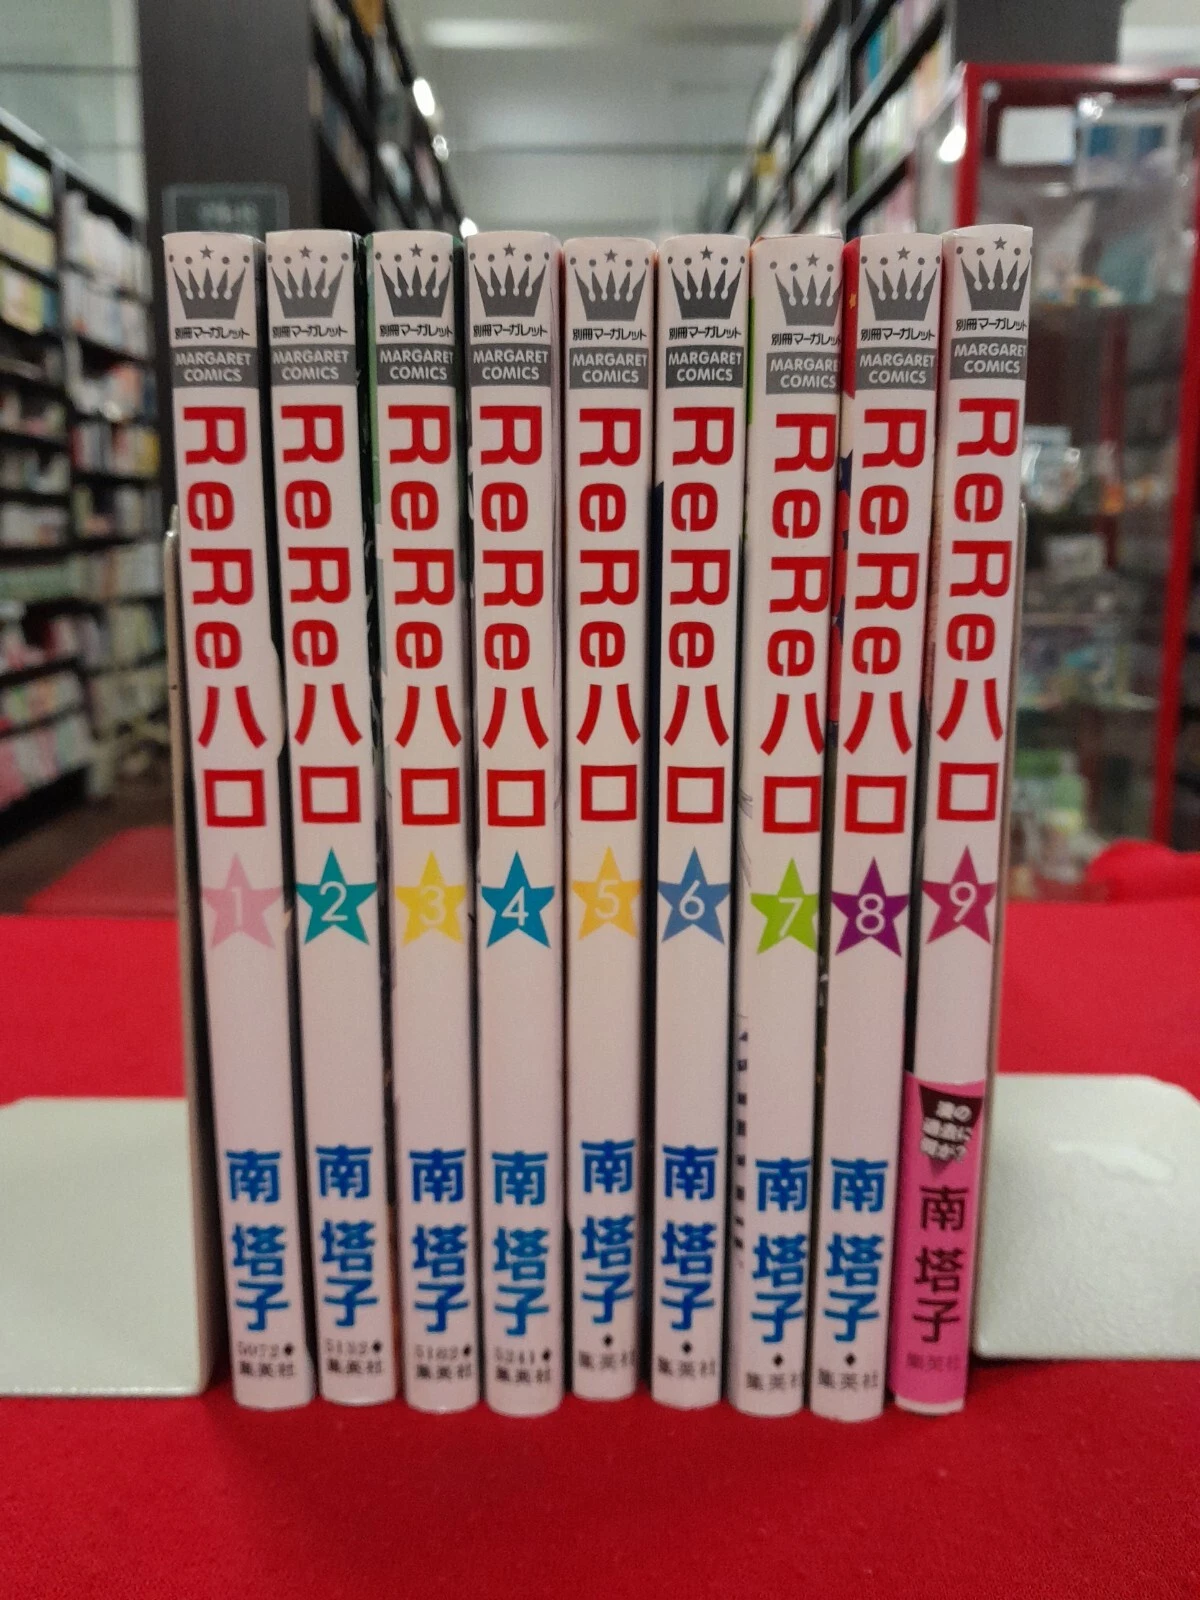 別冊マーガレット
MARGARET
COMICS
ReReハロ
1
南塔子
5072◆
集英社
別冊マーガレット
MARGARET
COMICS
ReReハロ
2
南塔子
5132◆
集英社
別冊マーガレット
MARGARET
COMICS
ReReハロ
3
南塔子
集英社
別冊マーガレット
MARGARET
COMICS
ReReハロ
4
南塔子
5241◆
集英社
別冊マーガレット
MARGARET
COMICS
ReReハロ
5
南塔子
◆
集英社
別冊マーガレット
MARGARET
COMICS
ReReハロ
6
南塔子
◆
集英社
別冊マーガレット
MARGARET
COMICS
ReReハロ
7
南塔子
◆
集英社
別冊マーガレット
MARGARET
COMICS
ReReハロ
8
南塔子
◆
集英社
別冊マーガレット
MARGARET
COMICS
ReReハロ
9
南塔子
集英社